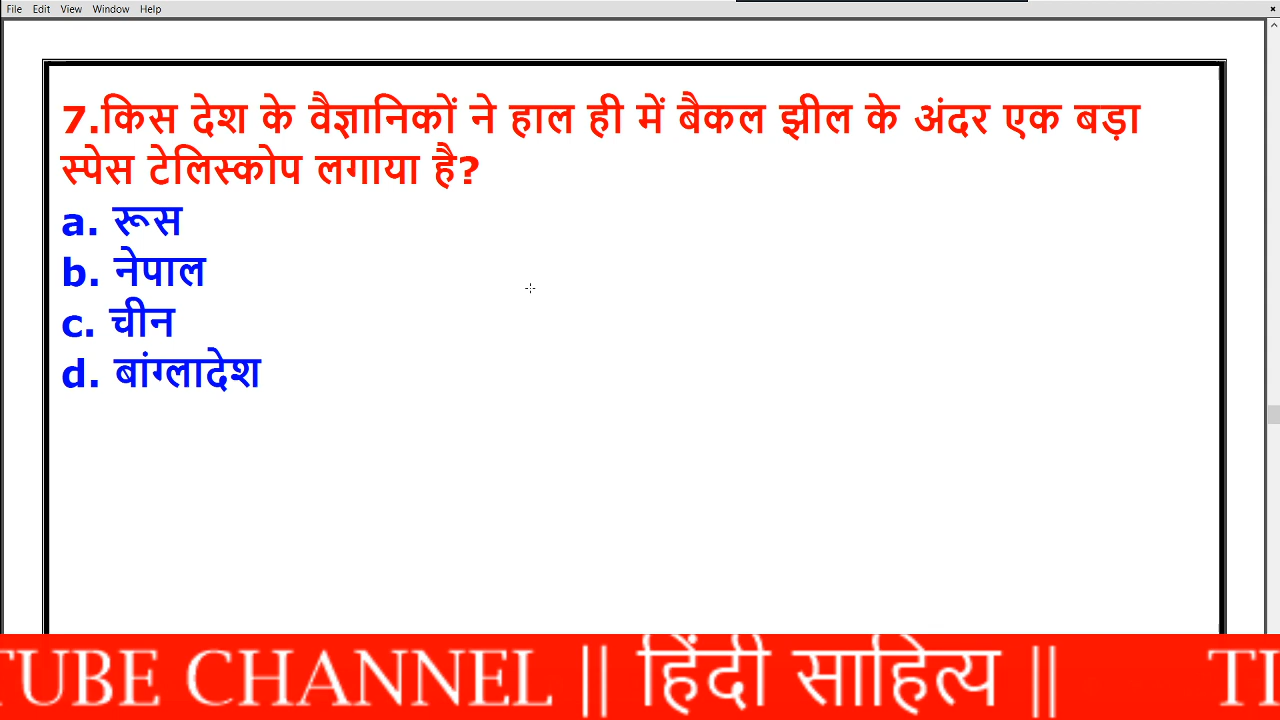 File Edit View Window Help
7.किस देश के वैज्ञानिकों ने हाल ही में बैकल झील के अंदर एक बड़ा
स्पेस टेलिस्कोप लगाया है?
a. रूस
b. नेपाल
c. चीन
d. बांग्लादेश
TUBE CHANNEL || हिंदी साहित्य ||